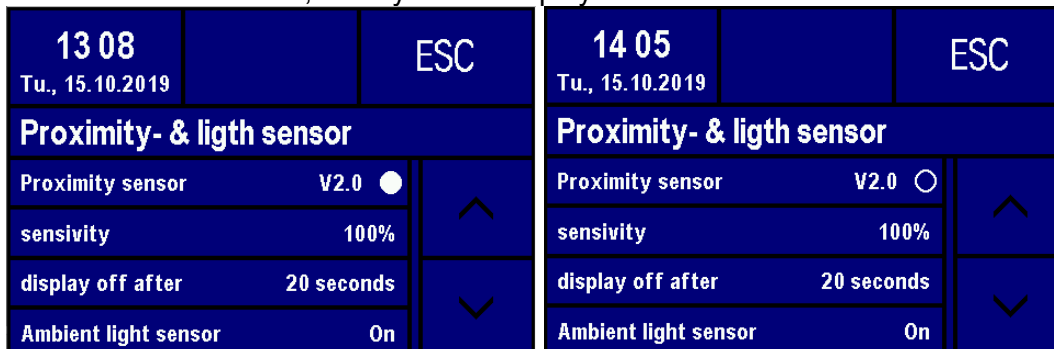 13 08
Tu., 15.10.2019
ESC
Proximity- & ligth sensor
Proximity sensor V2.0
sensivity 100%
display off after 20 seconds
Ambient light sensor On
14 05
Tu., 15.10.2019
ESC
Proximity- & ligth sensor
Proximity sensor V2.0
sensivity 100%
display off after 20 seconds
Ambient light sensor On